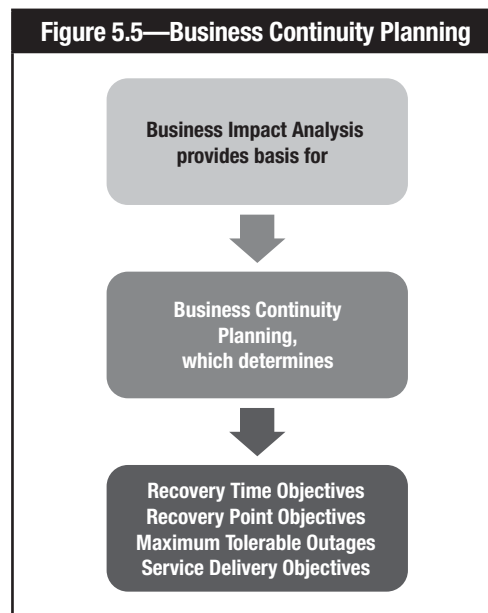 Figure 5.5—Business Continuity Planning
Business Impact Analysis
provides basis for
Business Continuity
Planning,
which determines
Recovery Time Objectives
Recovery Point Objectives
Maximum Tolerable Outages
Service Delivery Objectives